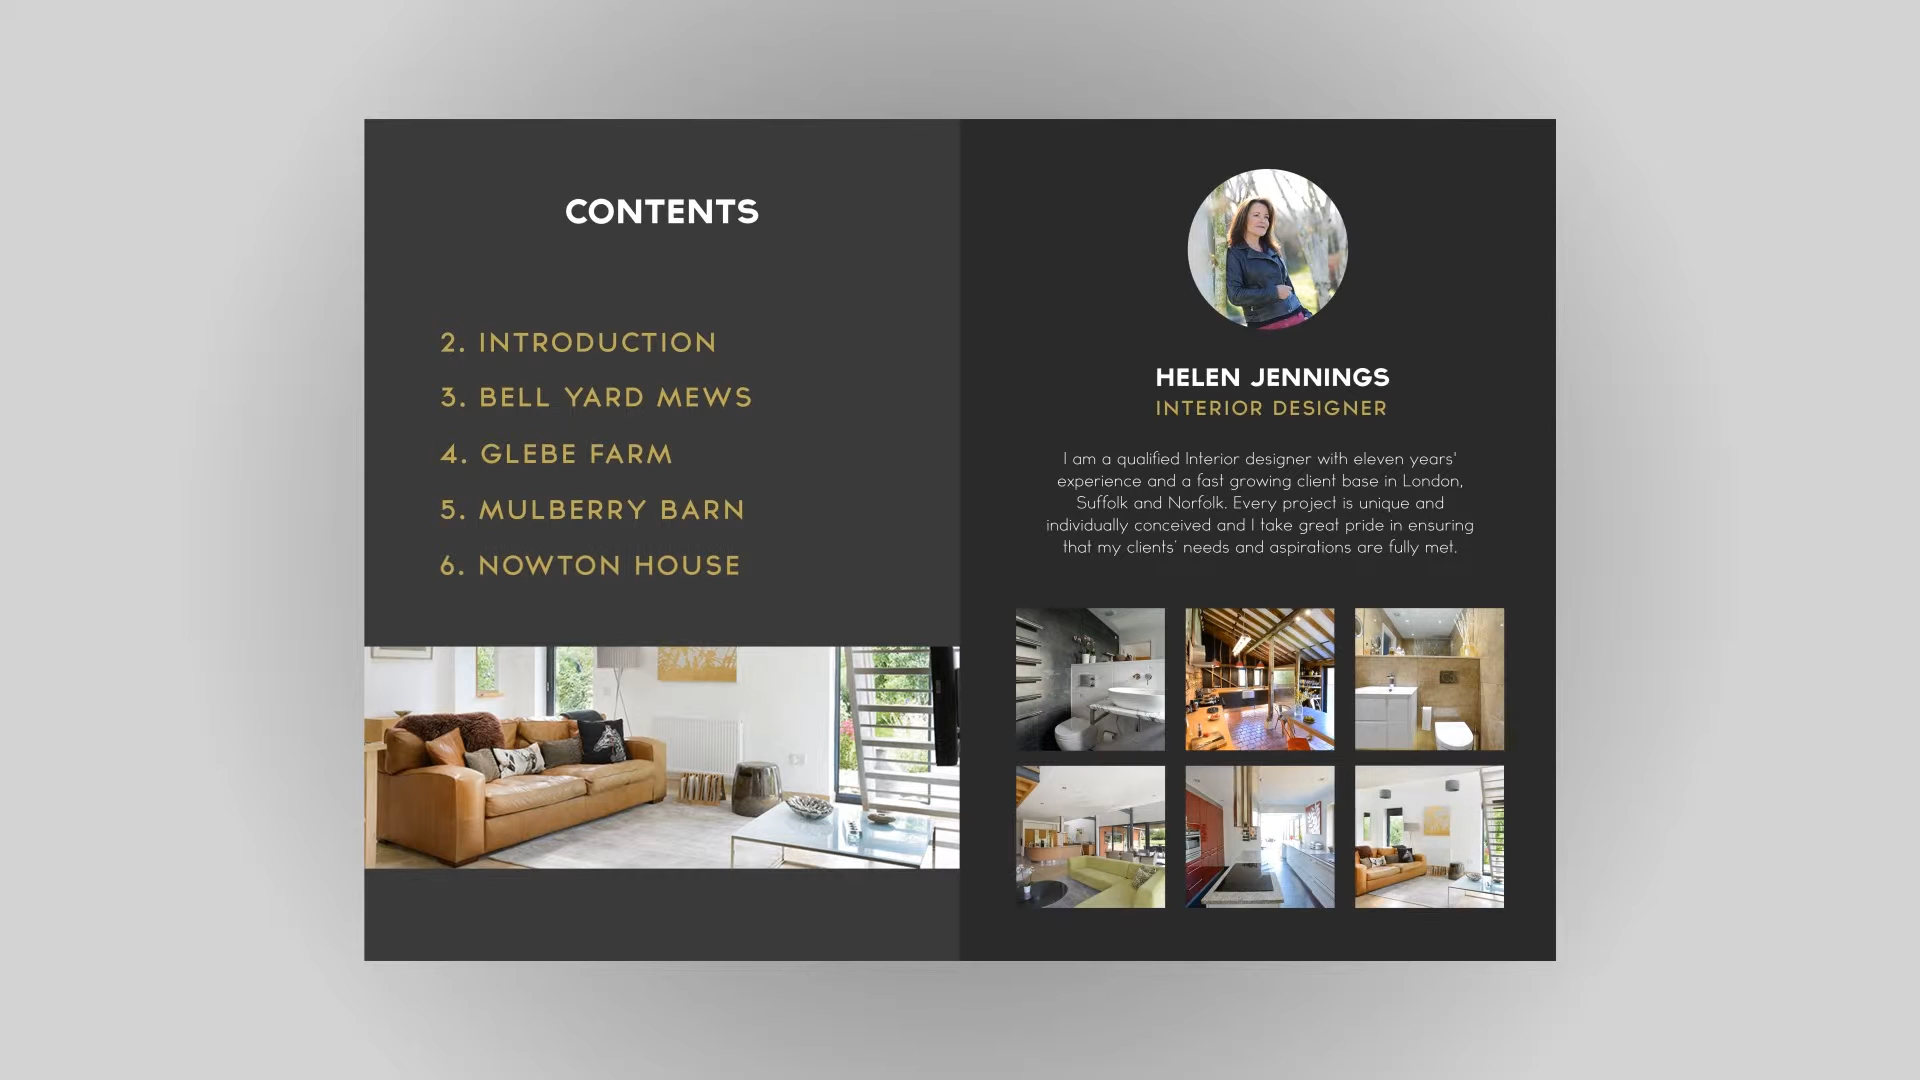 CONTENTS
2. INTRODUCTION
3. BELL YARD MEWS
4. GLEBE FARM
5. MULBERRY BARN
6. NOWTON HOUSE
HELEN JENNINGS
INTERIOR DESIGNER
I am a qualified Interior designer with eleven years'
experience and a fast growing client base in London,
Suffolk and Norfolk. Every project is unique and
individually conceived and I take great pride in ensuring
that my clients' needs and aspirations are fully met.